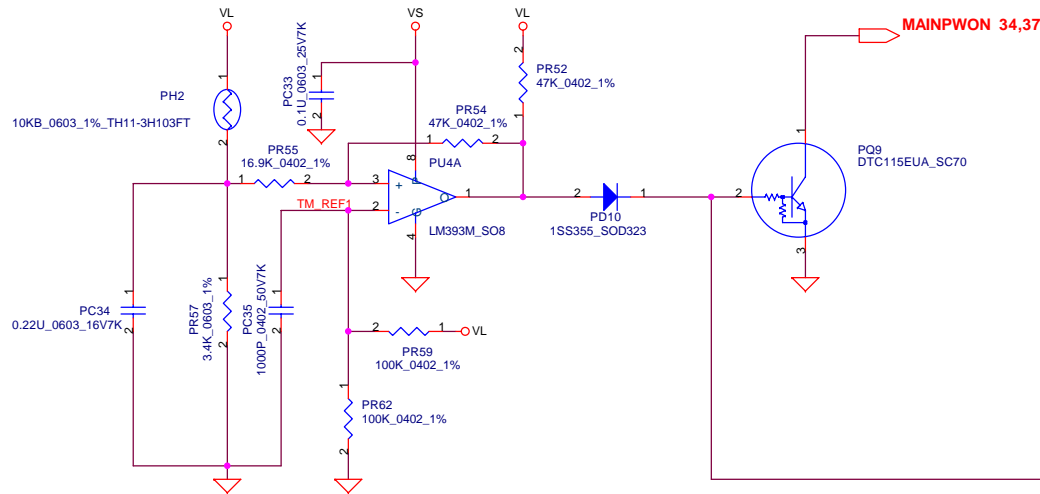 VL
VS
VL
MAINPWON 34,37
1
PH2
2
10KB_0603_1%_TH11-3H103FT
1
2
PC33
0.1U_0603_25V7K
2
PR52
47K_0402_1%
1
PR54
47K_0402_1%
1
2
PR55
16.9K_0402_1%
1
2
8
PU4A
3
+
2
-
O
1
P
G
4
LM393M_SO8
TM_REF1
2
1
PD10
1SS355_SOD323
1
2
3
PQ9
DTC115EUA_SC70
1
PC34
0.22U_0603_16V7K
2
1
PR57
3.4K_0603_1%
2
1
PC35
1000P_0402_50V7K
2
2
1
VL
PR59
100K_0402_1%
1
PR62
100K_0402_1%
2